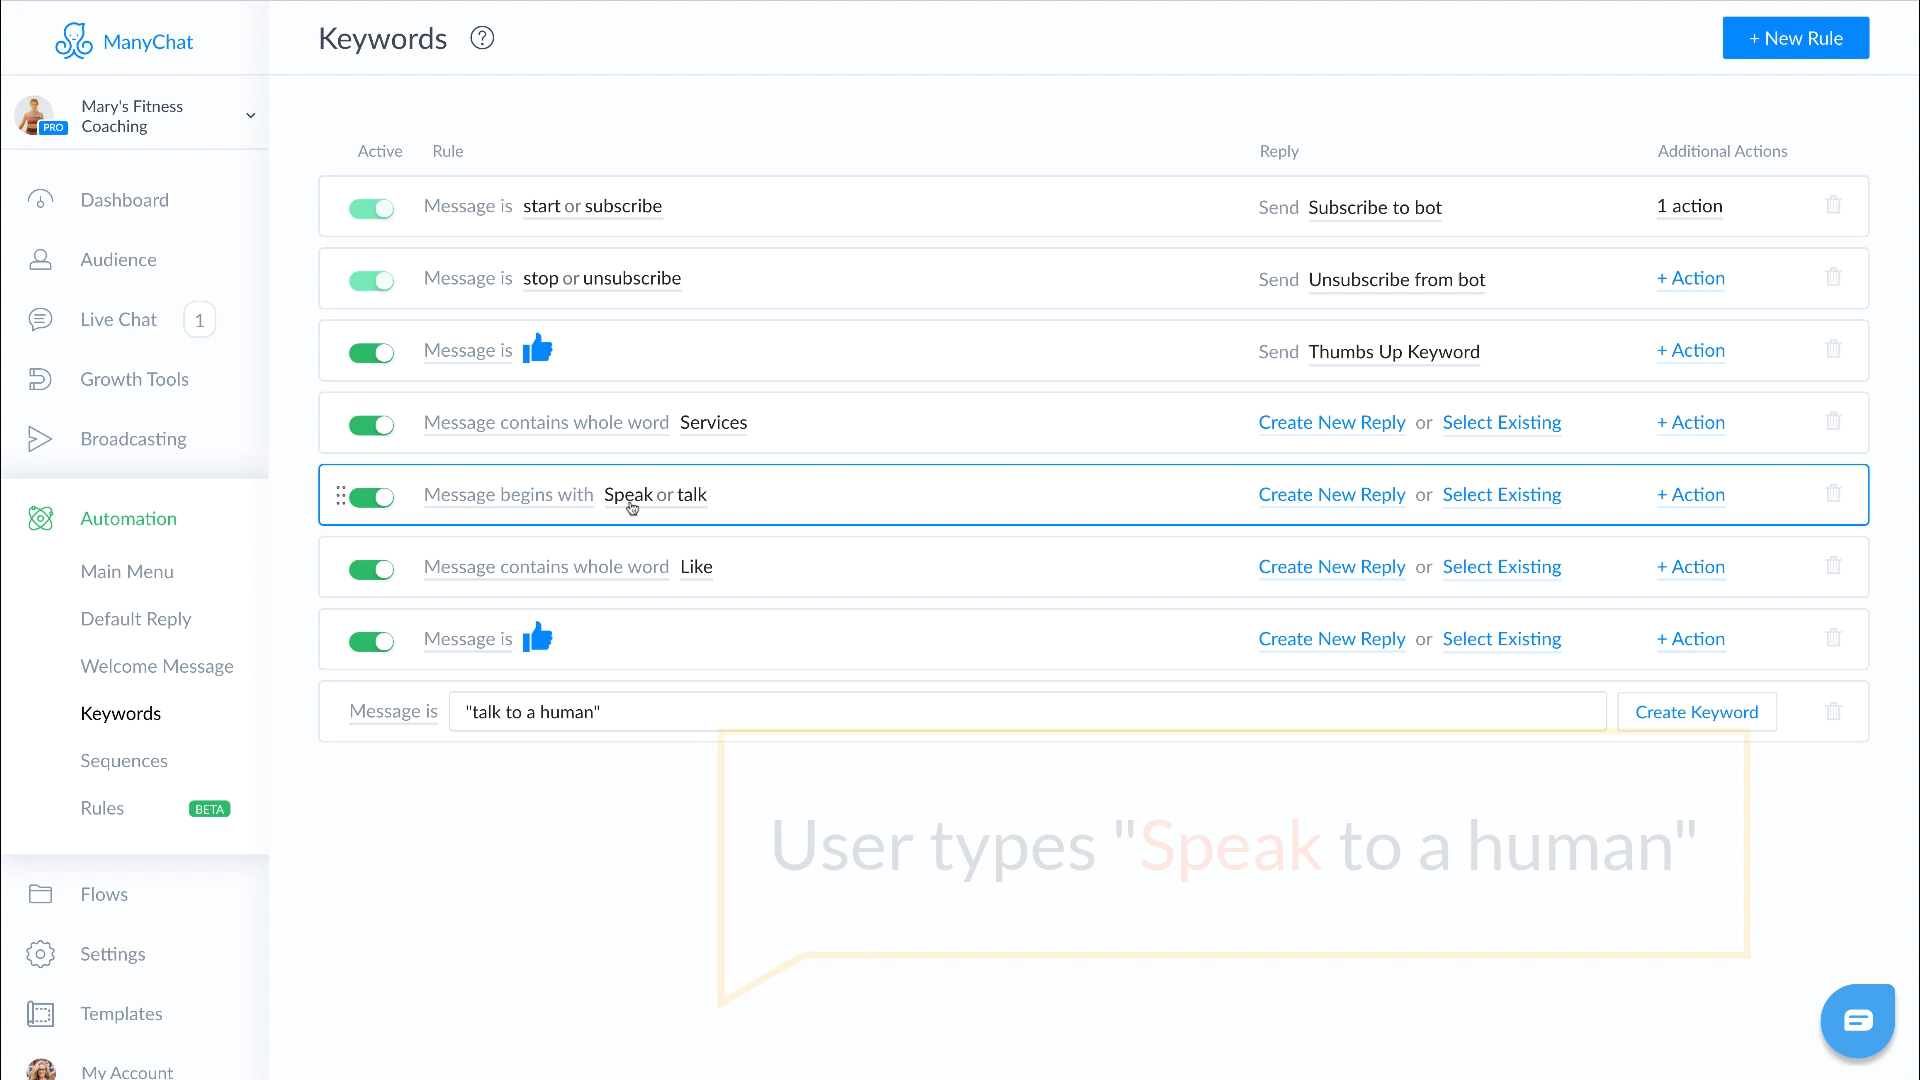 ManyChat
Keywords ?
+ New Rule
Mary's Fitness
Coaching
PRO
Active Rule Reply Additional Actions
Message is start or subscribe Send Subscribe to bot 1 action
Message is stop or unsubscribe Send Unsubscribe from bot + Action
Message is Send Thumbs Up Keyword + Action
Message contains whole word Services Create New Reply or Select Existing + Action
Message begins with Speak or talk Create New Reply or Select Existing + Action
Message contains whole word Like Create New Reply or Select Existing + Action
Message is Create New Reply or Select Existing + Action
Message is "talk to a human" Create Keyword
User types "Speak to a human"
Dashboard
Audience
Live Chat 1
Growth Tools
Broadcasting
Automation
Main Menu
Default Reply
Welcome Message
Keywords
Sequences
Rules BETA
Flows
Settings
Templates
My Account